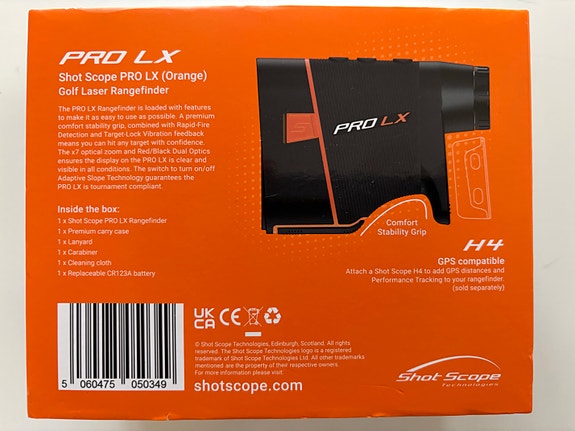 PRO LX
Shot Scope PRO LX (Orange)
Golf Laser Rangefinder
The PRO LX Rangefinder is loaded with features
to make it as easy to use as possible. A premium
comfort stability grip, combined with Rapid-Fire
Detection and Target-Lock Vibration feedback
means you can hit any target with confidence.
The x7 optical zoom and Red/Black Dual Optics
ensures the display on the PRO LX is clear and
visible in all conditions. The switch to turn on/off
Adaptive Slope Technology guarantees the
PRO LX is tournament compliant.
Inside the box:
1 x Shot Scope PRO LX Rangefinder
1 x Premium carry case
1 x Lanyard
1 x Carabiner
1 x Cleaning cloth
1 x Replaceable CR123A battery
PRO LX
Comfort
Stability Grip
H4
GPS compatible
Attach a Shot Scope H4 to add GPS distances and
Performance Tracking to your rangefinder.
(sold separately)
5 060475 050349
UK
CA
CE
© Shot Scope Technologies, Edinburgh, Scotland. All rights
reserved. The Shot Scope Technologies logo is a registered
trademark of Shot Scope Technologies Ltd. All other trademarks
mentioned are the property of their respective owners.
For more information please visit:
shotscope.com
Shot Scope
Technologies